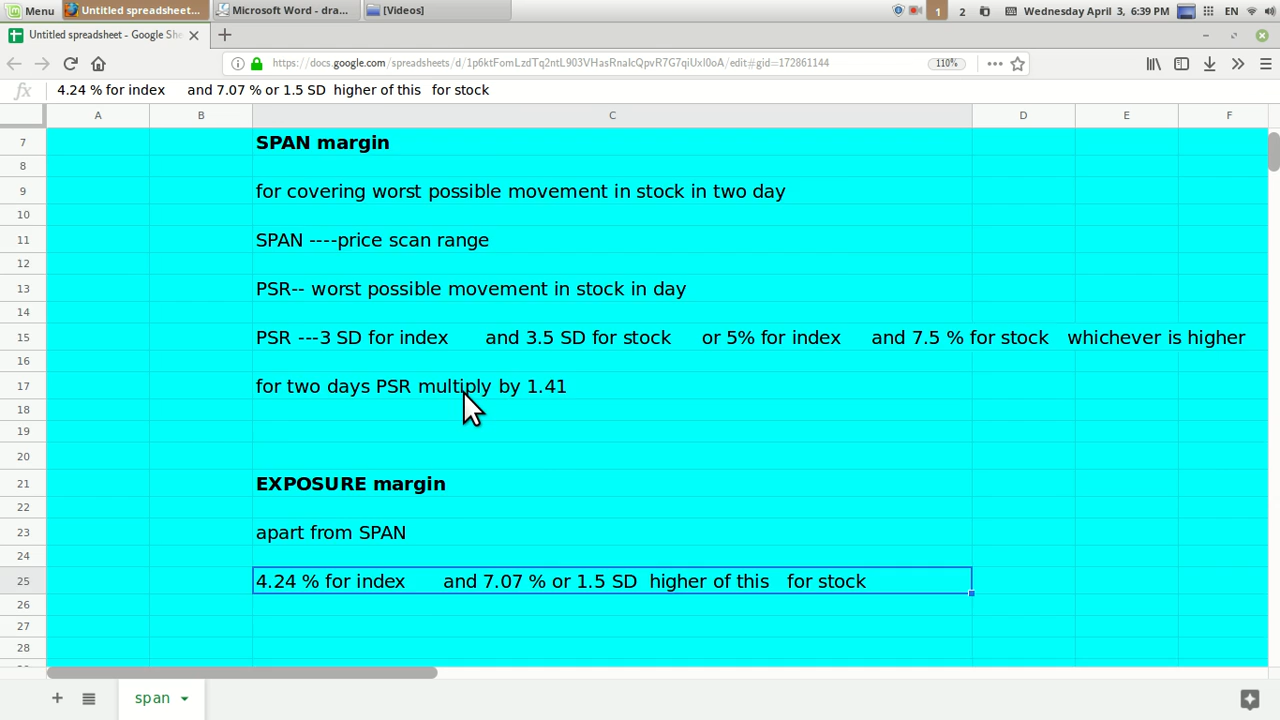 Menu
Untitled spreadsheet...
Microsoft Word - dra...
[Videos]
1
2
Wednesday April 3, 6:39 PM
EN
Untitled spreadsheet - Google She
https://docs.google.com/spreadsheets/d/1p6ktFomLzdTq2ntL903VHasRnaIcQpvR7G7qiUxI0oA/edit#gid=172861144
110%
fx
4.24 % for index and 7.07 % or 1.5 SD higher of this for stock
A B C D E F
7 SPAN margin
8
9 for covering worst possible movement in stock in two day
10
11 SPAN ----price scan range
12
13 PSR-- worst possible movement in stock in day
14
15 PSR ---3 SD for index and 3.5 SD for stock or 5% for index and 7.5 % for stock whichever is higher
16
17 for two days PSR multiply by 1.41
18
19
20
21 EXPOSURE margin
22
23 apart from SPAN
24
25 4.24 % for index and 7.07 % or 1.5 SD higher of this for stock
26
27
28
span